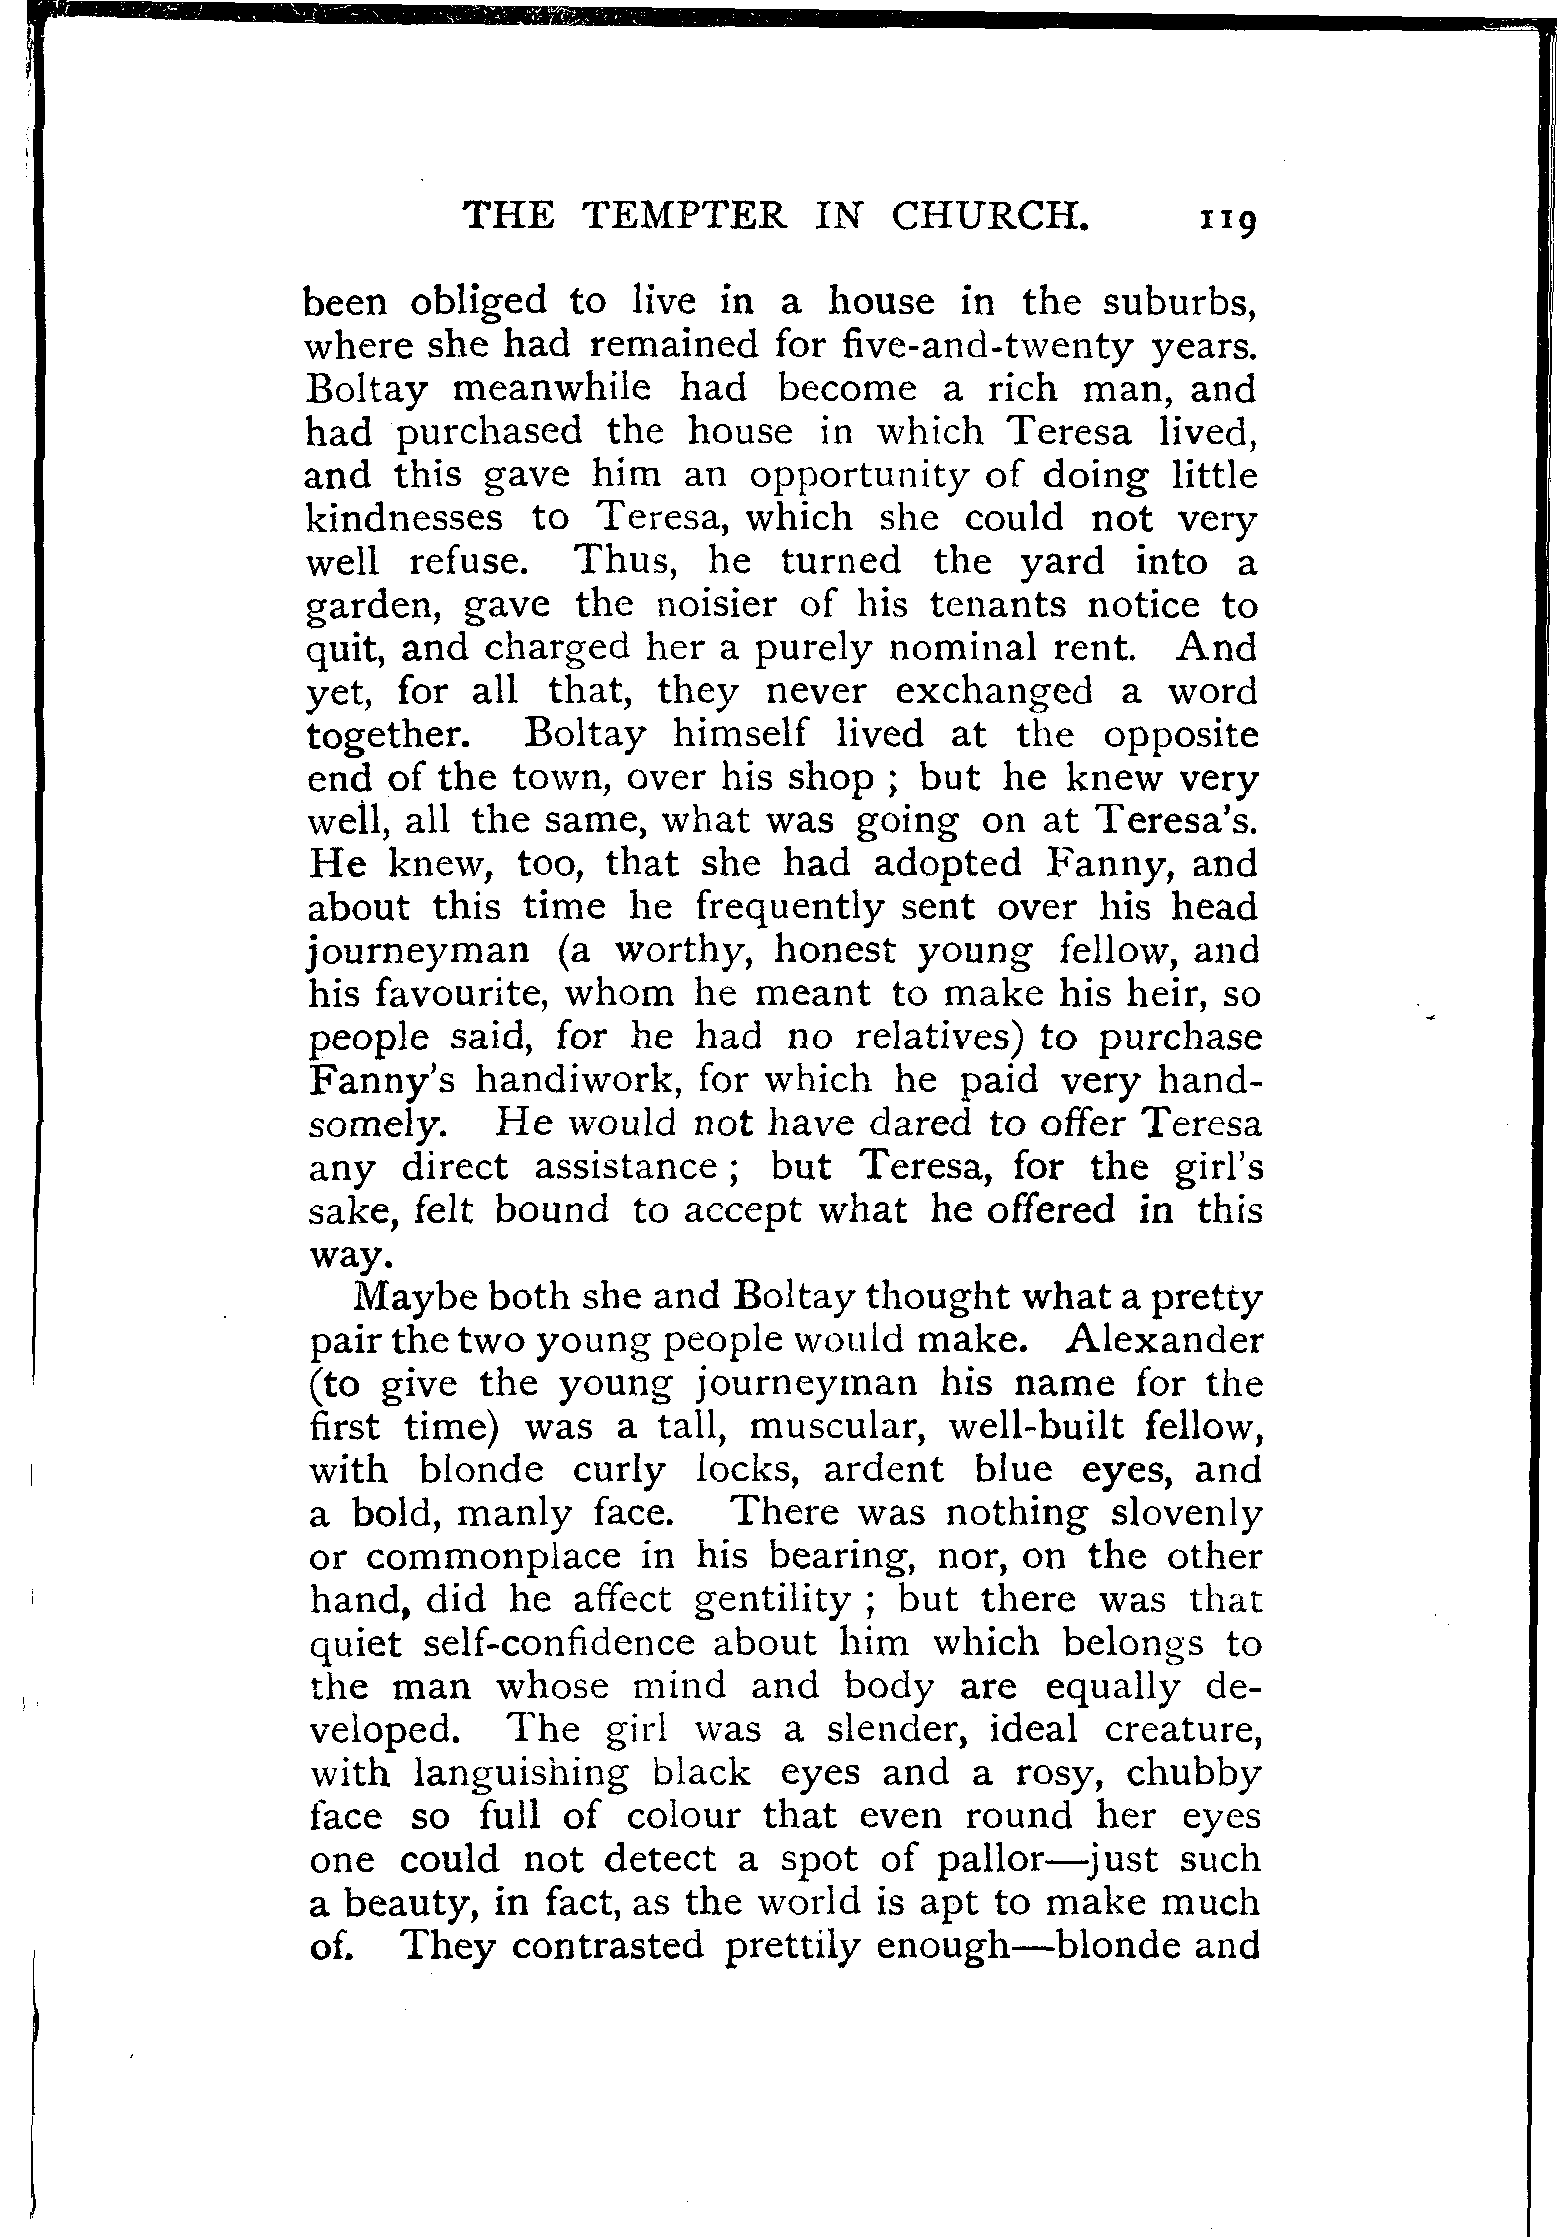 THE TEMPTER IN CHURCH. 119
been obliged to live in a house in the suburbs,
where she had remained for five-and-twenty years.
Boltay meanwhile had become a rich man, and
had purchased the house in which Teresa lived,
and this gave him an opportunity of doing little
kindnesses to Teresa, which she could not very
well refuse. Thus, he turned the yard into a
garden, gave the noisier of his tenants notice to
quit, and charged her a purely nominal rent. And
yet, for all that, they never exchanged a word
together. Boltay himself lived at the opposite
end of the town, over his shop ; but he knew very
well, all the same, what was going on at Teresa's.
He knew, too, that she had adopted Fanny, and
about this time he frequently sent over his head
journeyman (a worthy, honest young fellow, and
his favourite, whom he meant to make his heir, so
people said, for he had no relatives) to purchase
Fanny's handiwork, for which he paid very hand-
somely. He would not have dared to offer Teresa
any direct assistance ; but Teresa, for the girl's
sake, felt bound to accept what he offered in this
way.
Maybe both she and Boltay thought what a pretty
pair the two young people would make. Alexander
(to give the young journeyman his name for the
first time) was a tall, muscular, well-built fellow,
with blonde curly locks, ardent blue eyes, and
a bold, manly face. There was nothing slovenly
or commonplace in his bearing, nor, on the other
hand, did he affect gentility ; but there was that
quiet self-confidence about him which belongs to
the man whose mind and body are equally de-
veloped. The girl was a slender, ideal creature,
with languishing black eyes and a rosy, chubby
face so full of colour that even round her eyes
one could not detect a spot of pallor—just such
a beauty, in fact, as the world is apt to make much
of. They contrasted prettily enough—blonde and